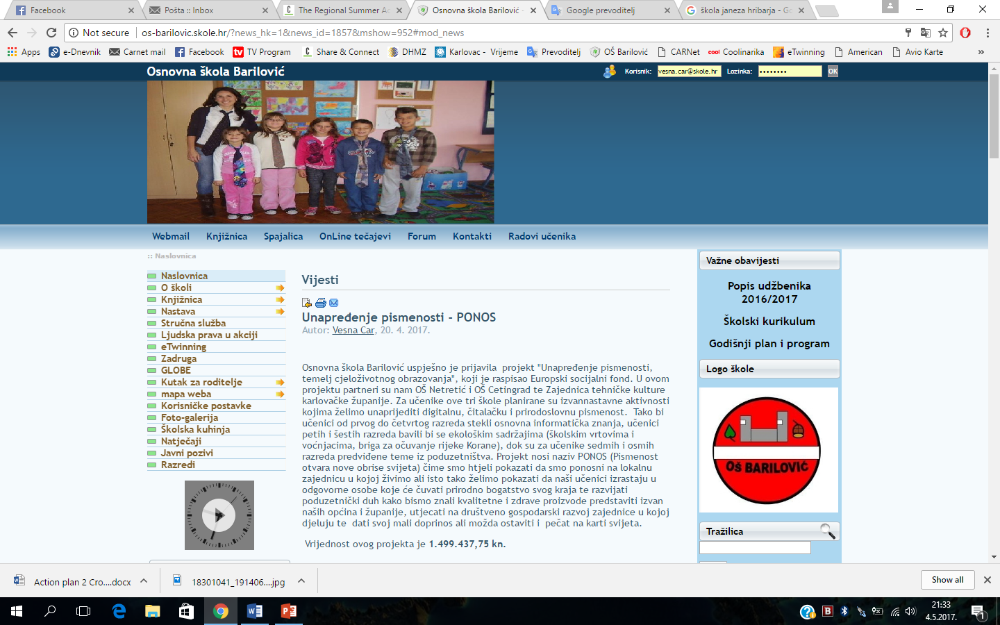 Facebook
Pošta :: Inbox
The Regional Summer Ac
Osnovna škola Barilović -
Google prevoditelj
škola janeza hribarja - Go
Not secure
os-barilovic.skole.hr/?news_hk=1&news_id=1857&mshow=952#mod_news
Apps
e-Dnevnik
Carnet mail
Facebook
TV Program
Share & Connect
DHMZ
Karlovac - Vrijeme
Prevoditelj
OŠ Barilović
CARNet
cool Coolinarika
eTwinning
American
Avio Karte
»
Osnovna škola Barilović
Korisnik:
vesna.car@skole.hr
Lozinka:
••••••••
OK
Webmail
Knjižnica
Spajalica
OnLine tečajevi
Forum
Kontakti
Radovi učenika
:: Naslovnica
Naslovnica
O školi
Knjižnica
Nastava
Stručna služba
Ljudska prava u akciji
eTwinning
Zadruga
GLOBE
Kutak za roditelje
mapa weba
Korisničke postavke
Foto-galerija
Školska kuhinja
Natječaji
Javni pozivi
Razredi
Vijesti
Unapređenje pismenosti - PONOS
Autor: Vesna Car, 20. 4. 2017.
Osnovna škola Barilović uspješno je prijavila projekt "Unapređenje pismenosti,
temelj cjeloživotnog obrazovanja", koji je raspisao Europski socijalni fond. U ovom
projektu partneri su nam OŠ Netretić i OŠ Cetingrad te Zajednica tehničke kulture
karlovačke županije. Za učenike ove tri škole planirane su izvannastavne aktivnosti
kojima želimo unaprijediti digitalnu, čitalačku i prirodoslovnu pismenost. Tako bi
učenici od prvog do četvrtog razreda stekli osnovna informatička znanja, učenici
petih i šestih razreda bavili bi se ekološkim sadržajima (školskim vrtovima i
voćnjacima, briga za očuvanje rijeke Korane), dok su za učenike sedmih i osmih
razreda predviđene teme iz poduzetništva. Projekt nosi naziv PONOS (Pismenost
otvara nove obrise svijeta) čime smo htjeli pokazati da smo ponosni na lokalnu
zajednicu u kojoj živimo ali isto tako želimo pokazati da naši učenici izrastaju u
odgovorne osobe koje će čuvati prirodno bogatstvo svog kraja te razvijati
poduzetnički duh kako bismo znali kvalitetne i zdrave proizvode predstaviti izvan
naših općina i županije, utjecati na društveno gospodarski razvoj zajednice u kojoj
djeluju te dati svoj mali doprinos ali možda ostaviti i pečat na karti svijeta.
Vrijednost ovog projekta je 1.499.437,75 kn.
Važne obavijesti
Popis udžbenika
2016/2017
Školski kurikulum
Godišnji plan i program
Logo škole
OŠ BARILOVIĆ
Tražilica
Action plan 2 Cro....docx
18301041_191406....jpg
Show all
21:33
4.5.2017.
1